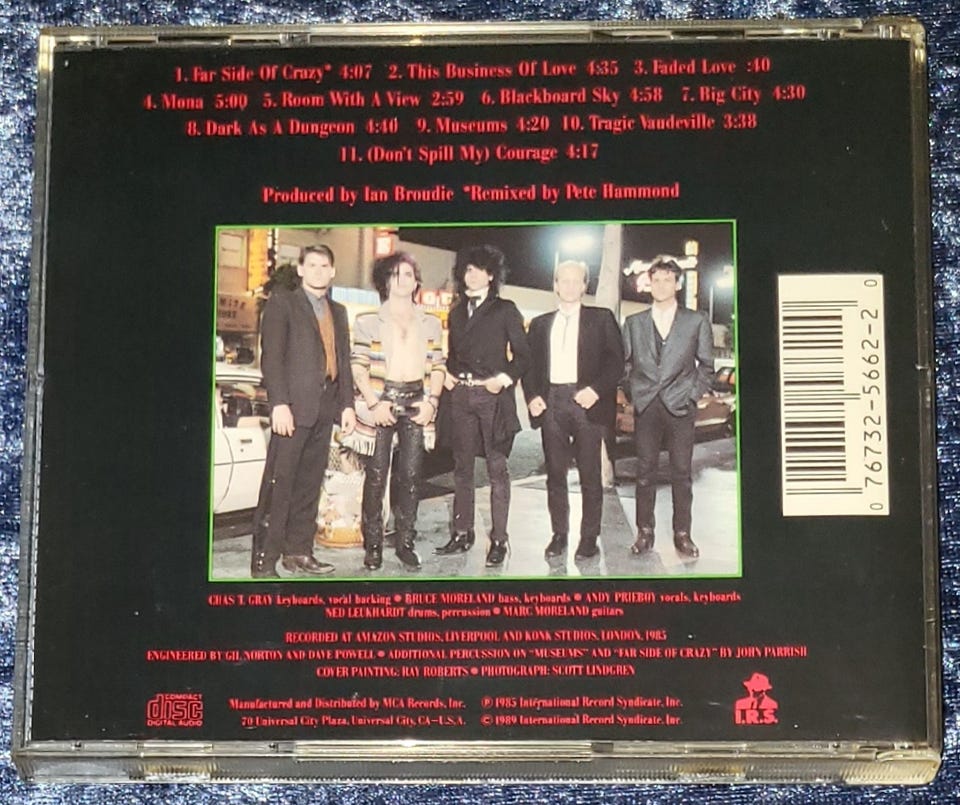 1. Far Side Of Crazy* 4:07 2. This Business Of Love 4:35 3. Faded Love :40
4. Mona 5:00 5. Room With A View 2:59 6. Blackboard Sky 4:58 7. Big City 4:30
8. Dark As A Dungeon 4:40 9. Museums 4:20 10. Tragic Vaudeville 3:38
11. (Don't Spill My) Courage 4:17
Produced by Ian Broudie *Remixed by Pete Hammond
0 76732-5662-2 0
CHAS T. GRAY keyboards, vocal barking • BRUCE MORELAND bass, keyboards • ANDY PRIEBOY vocals, keyboards
NED LEUKHARDT drums, percussion • MARC MORELAND guitars
RECORDED AT AMAZON STUDIOS, LIVERPOOL AND KONK STUDIOS, LONDON, 1985
ENGINEERED BY GIL NORTON AND DAVE POWELL • ADDITIONAL PERCUSSION ON "MUSEUMS" AND "FAR SIDE OF CRAZY" BY JOHN PARRISH
COVER PAINTING: RAY ROBERTS • PHOTOGRAPH: SCOTT LINDGREN
COMPACT
disc
DIGITAL AUDIO
Manufactured and Distributed by MCA Records, Inc.
70 Universal City Plaza, Universal City, CA—U.S.A.
℗ 1985 International Record Syndicate, Inc.
© 1989 International Record Syndicate, Inc.
I.R.S.